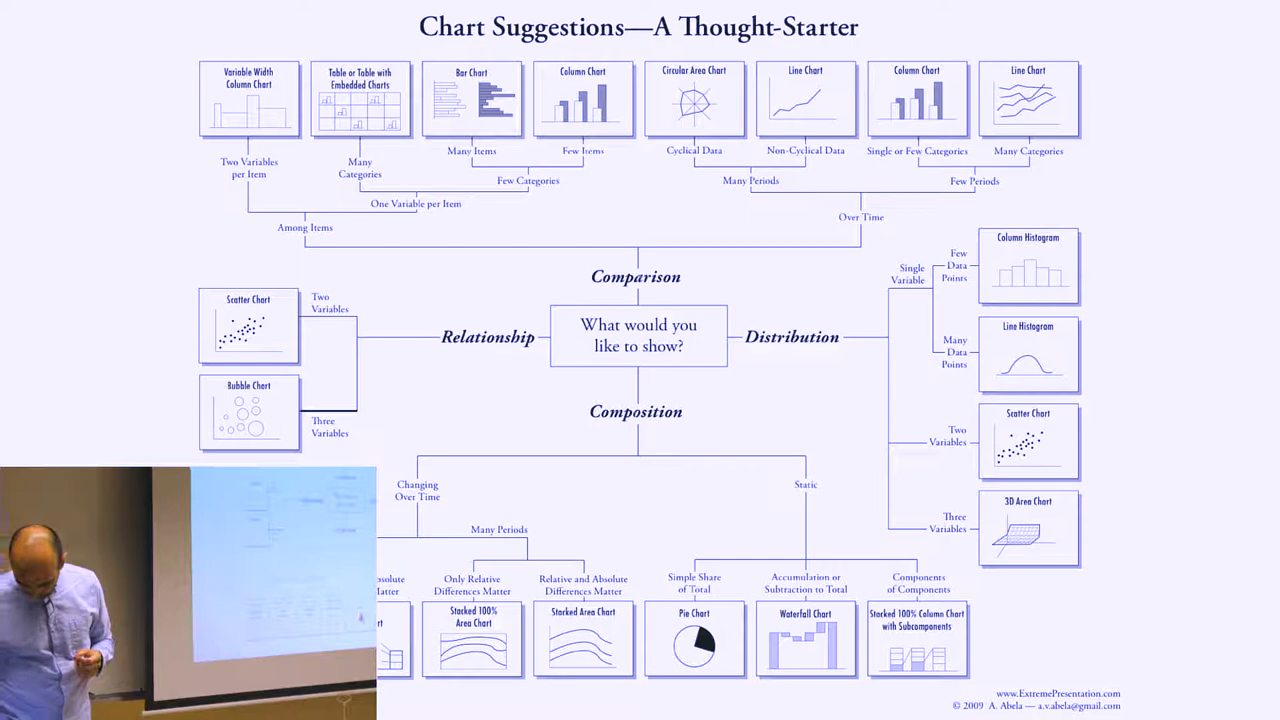 Chart Suggestions—A Thought-Starter
Variable Width
Column Chart
Table or Table with
Embedded Charts
Bar Chart
Column Chart
Circular Area Chart
Line Chart
Column Chart
Line Chart
Two Variables
per Item
Many
Categories
Many Items
Few Items
Cyclical Data
Non-Cyclical Data
Single or Few Categories
Many Categories
Few Categories
Many Periods
Few Periods
One Variable per Item
Among Items
Over Time
Comparison
What would you
like to show?
Relationship
Two
Variables
Scatter Chart
Bubble Chart
Three
Variables
Distribution
Single
Variable
Few
Data
Points
Column Histogram
Many
Data
Points
Line Histogram
Two
Variables
Scatter Chart
Three
Variables
3D Area Chart
Composition
Changing
Over Time
Static
Many Periods
Only Relative
Differences Matter
Relative and Absolute
Differences Matter
Simple Share
of Total
Accumulation or
Subtraction to Total
Components
of Components
Stacked 100%
Area Chart
Stacked Area Chart
Pie Chart
Waterfall Chart
Stacked 100% Column Chart
with Subcomponents
www.ExtremePresentation.com
© 2009 A. Abela — a.v.abela@gmail.com